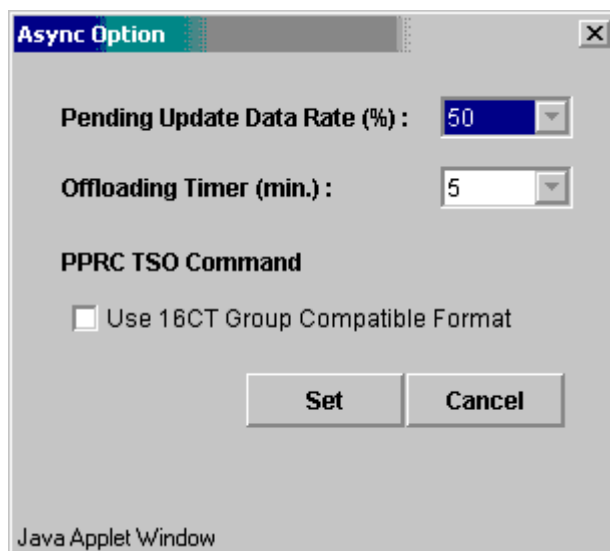 Async Option
Pending Update Data Rate (%) : 50
Offloading Timer (min.) : 5
PPRC TSO Command
Use 16CT Group Compatible Format
Set Cancel
Java Applet Window